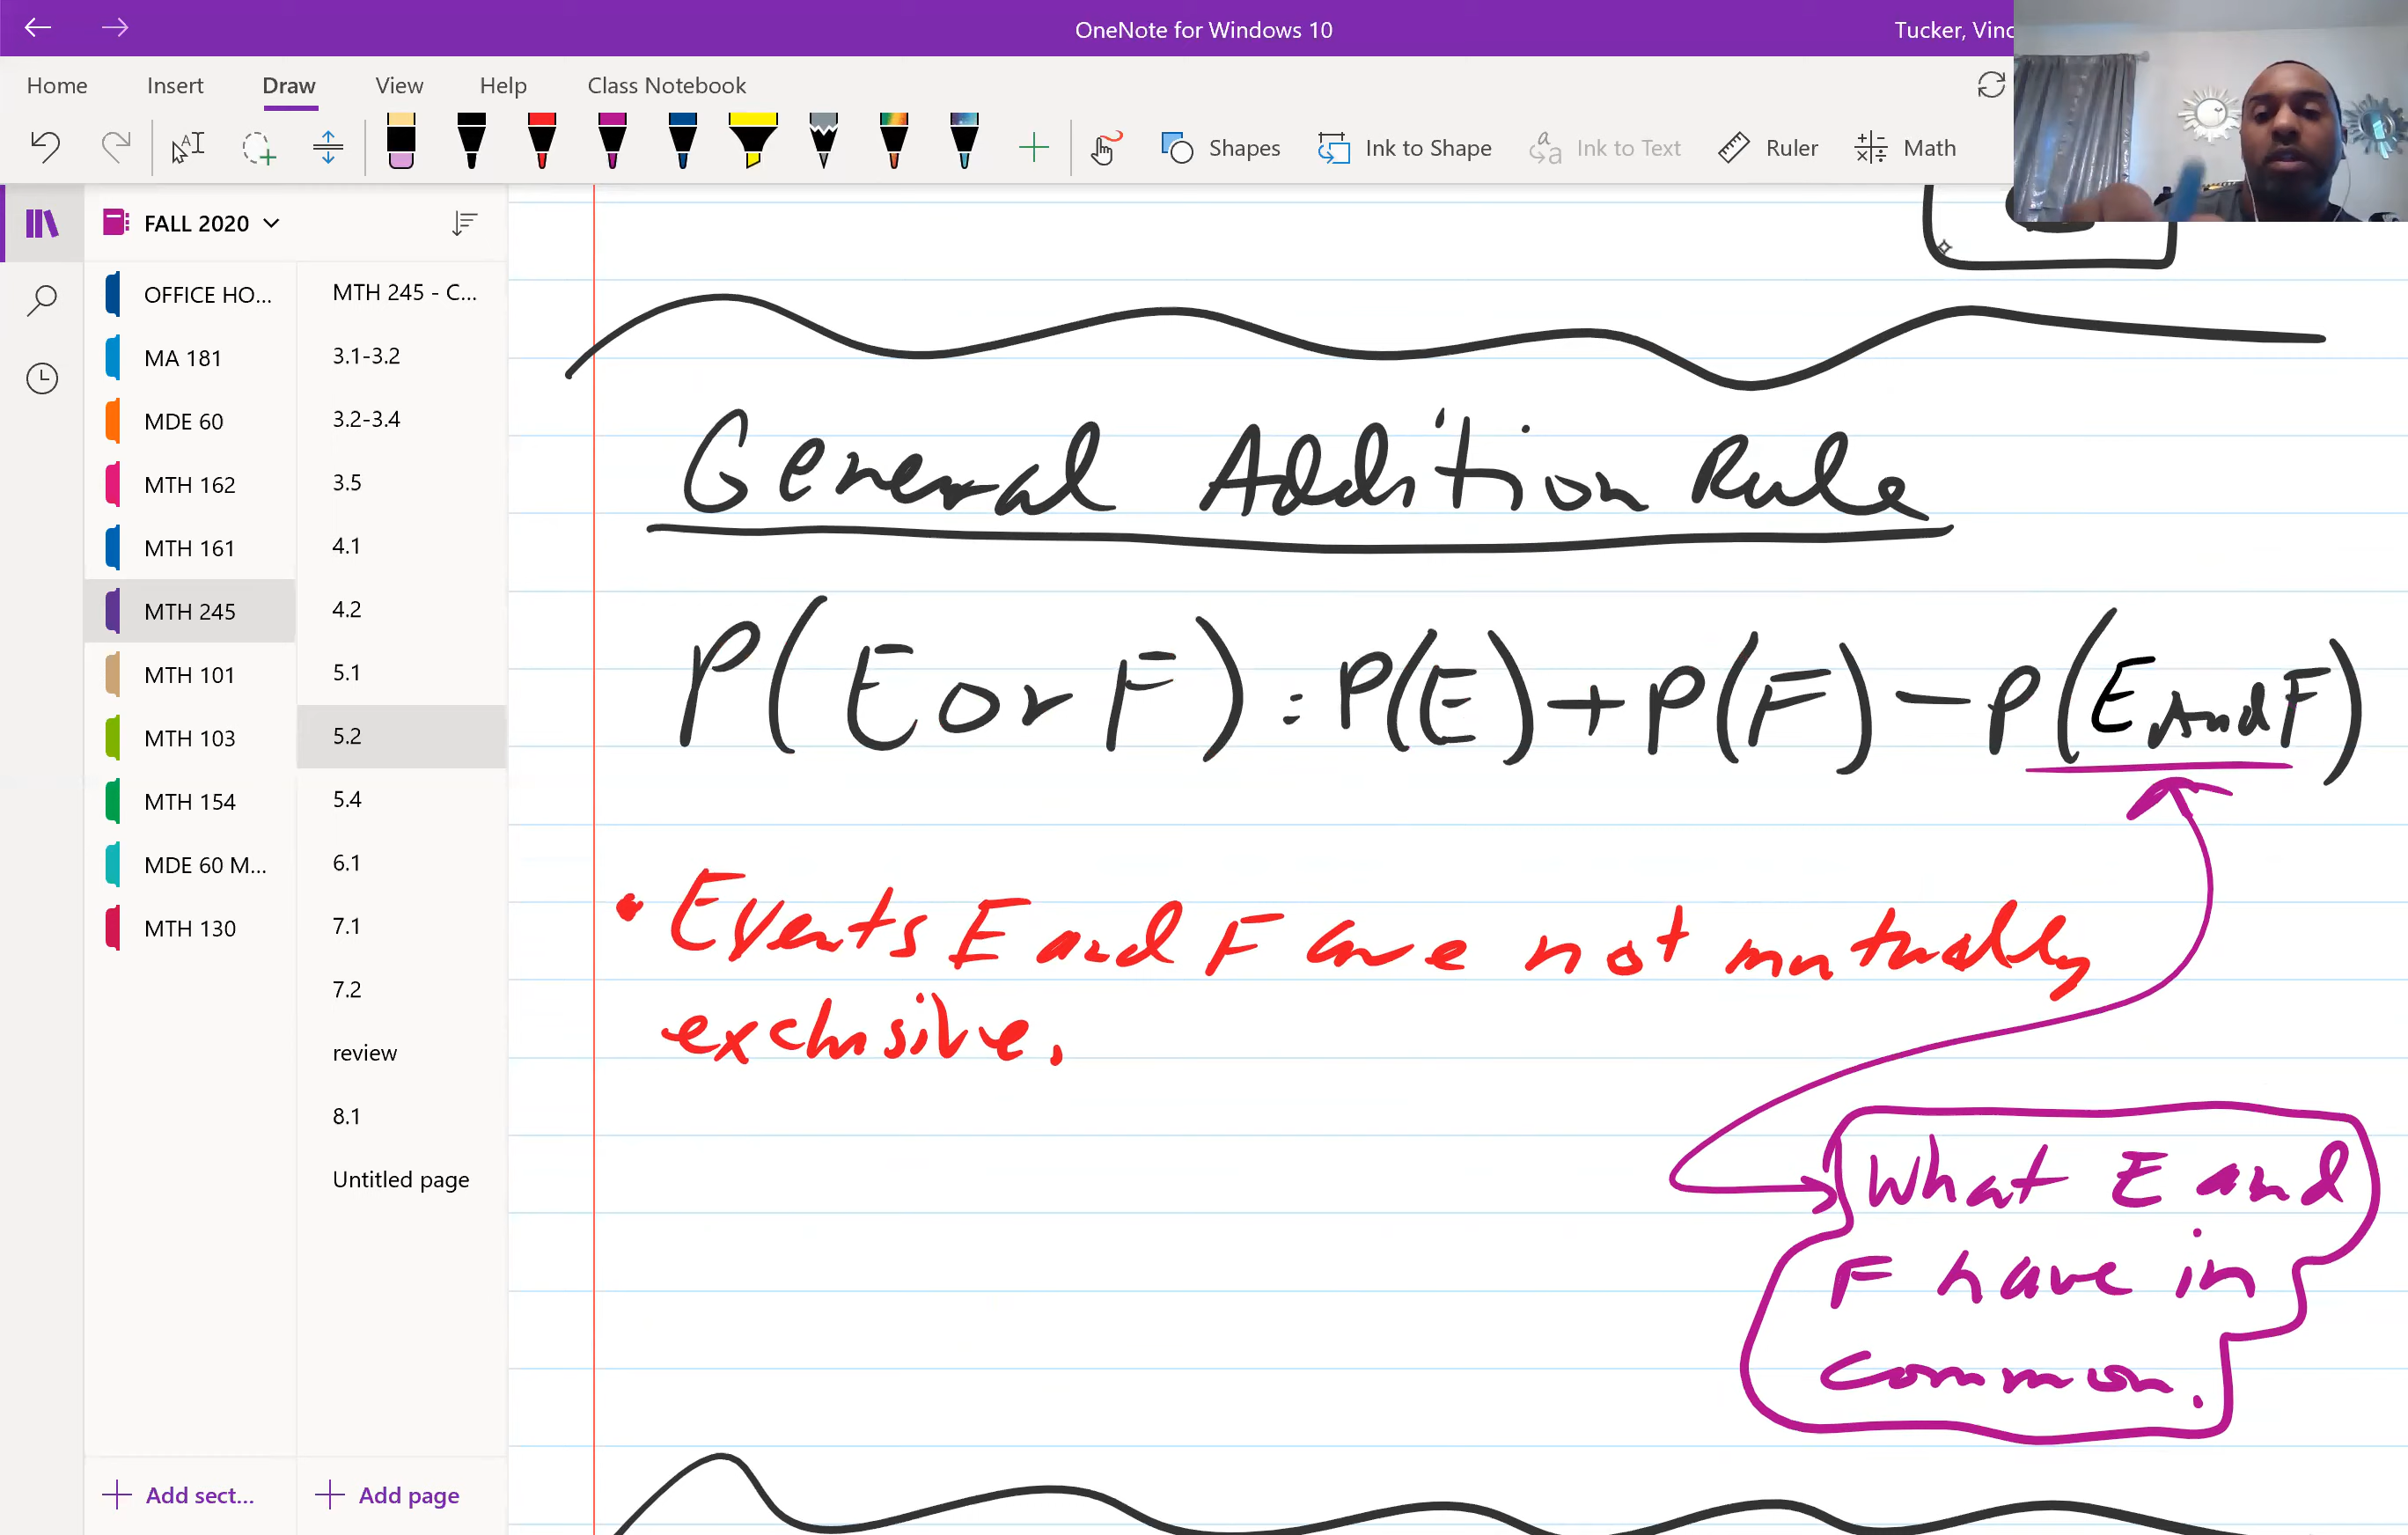 OneNote for Windows 10
Tucker, Vinc
Home Insert Draw View Help Class Notebook
Shapes Ink to Shape Ink to Text Ruler Math
FALL 2020
OFFICE HO...
MA 181
MDE 60
MTH 162
MTH 161
MTH 245
MTH 101
MTH 103
MTH 154
MDE 60 M...
MTH 130
Add sect...
MTH 245 - C...
3.1-3.2
3.2-3.4
3.5
4.1
4.2
5.1
5.2
5.4
6.1
7.1
7.2
review
8.1
Untitled page
Add page
General Addition Rule
P(E or F) = P(E) + P(F) - P(E And F)
• Events E and F are not mutually
exclusive.
What E and
F have in
common.